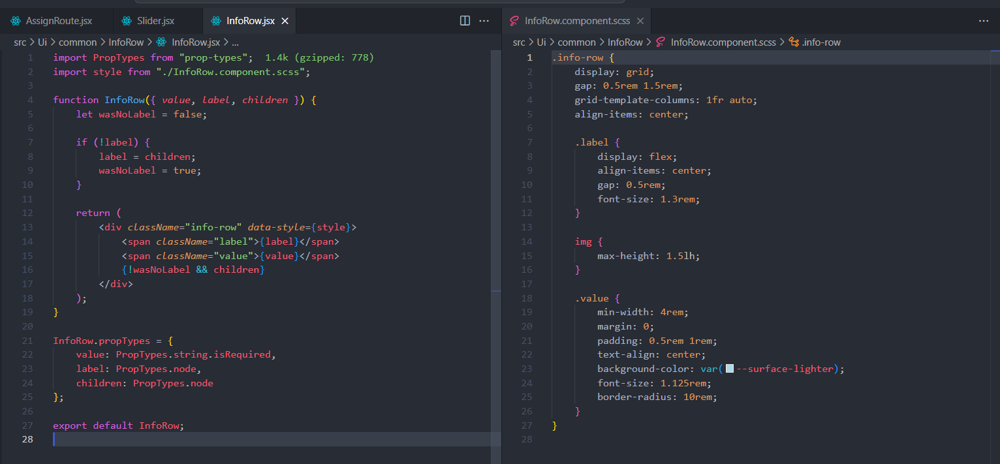 AssignRoute.jsx
Slider.jsx
InfoRow.jsx
src > Ui > common > InfoRow > InfoRow.jsx > ...
1 import PropTypes from "prop-types"; 1.4k (gzipped: 778)
2 import style from "./InfoRow.component.scss";
3
4 function InfoRow({ value, label, children }) {
5 let wasNoLabel = false;
6
7 if (!label) {
8 label = children;
9 wasNoLabel = true;
10 }
11
12 return (
13 <div className="info-row" data-style={style}>
14 <span className="label">{label}</span>
15 <span className="value">{value}</span>
16 {!wasNoLabel && children}
17 </div>
18 );
19 }
20
21 InfoRow.propTypes = {
22 value: PropTypes.string.isRequired,
23 label: PropTypes.node,
24 children: PropTypes.node
25 };
26
27 export default InfoRow;
28
InfoRow.component.scss
src > Ui > common > InfoRow > InfoRow.component.scss > .info-row
1 .info-row {
2 display: grid;
3 gap: 0.5rem 1.5rem;
4 grid-template-columns: 1fr auto;
5 align-items: center;
6
7 .label {
8 display: flex;
9 align-items: center;
10 gap: 0.5rem;
11 font-size: 1.3rem;
12 }
13
14 img {
15 max-height: 1.5lh;
16 }
17
18 .value {
19 min-width: 4rem;
20 margin: 0;
21 padding: 0.5rem 1rem;
22 text-align: center;
23 background-color: var(--surface-lighter);
24 font-size: 1.125rem;
25 border-radius: 10rem;
26 }
27 }
28